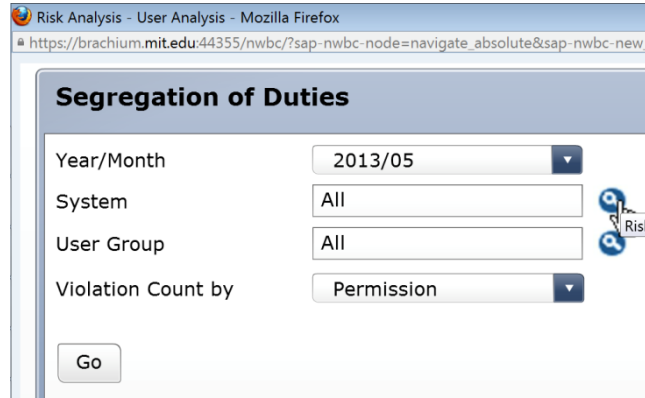 Risk Analysis - User Analysis - Mozilla Firefox
https://brachium.mit.edu:44355/nwbc/?sap-nwbc-node=navigate_absolute&sap-nwbc-new
Segregation of Duties
Year/Month 2013/05
System All
Ris
User Group All
Violation Count by Permission
Go